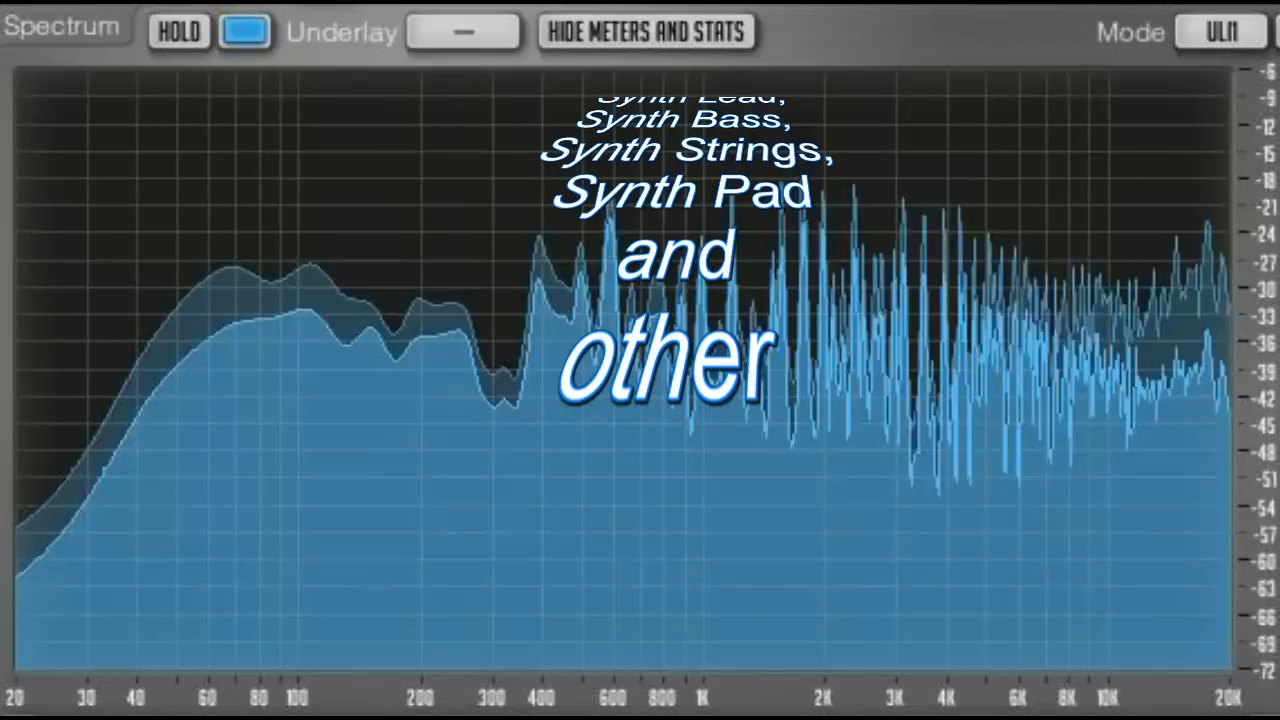 Spectrum HOLD Underlay — HIDE METERS AND STATS Mode ULN
Synth Lead,
Synth Bass,
Synth Strings,
Synth Pad
and
other
-6
-9
-12
-15
-18
-21
-24
-27
-30
-33
-36
-39
-42
-45
-48
-51
-54
-57
-60
-63
-66
-69
-72
20 30 40 60 80 100 200 300 400 600 800 1K 2K 3K 4K 6K 8K 10K 20K